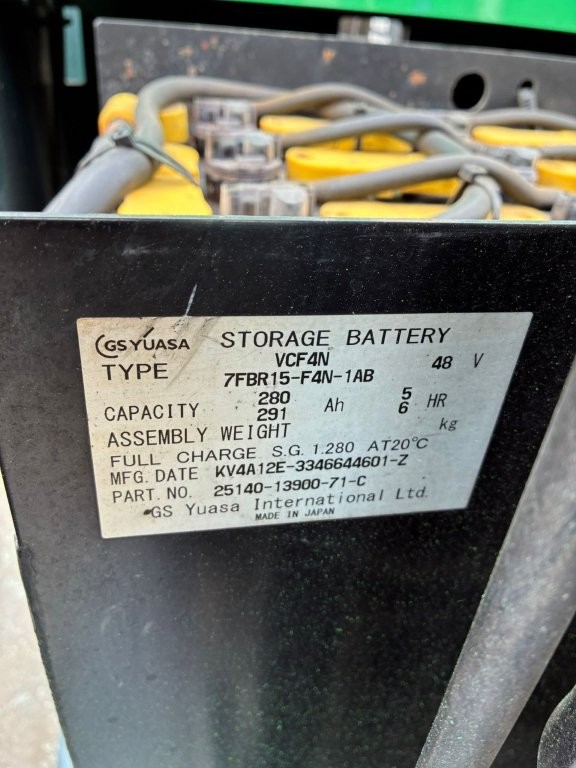 GS YUASA STORAGE BATTERY
TYPE VCF4N 48 V
7FBR15-F4N-1AB
CAPACITY 280 Ah 5 HR
291 6
ASSEMBLY WEIGHT kg
FULL CHARGE S.G. 1.280 AT20°C
MFG. DATE KV4A12E-3346644601-Z
PART. NO. 25140-13900-71-C
GS Yuasa International Ltd.
MADE IN JAPAN